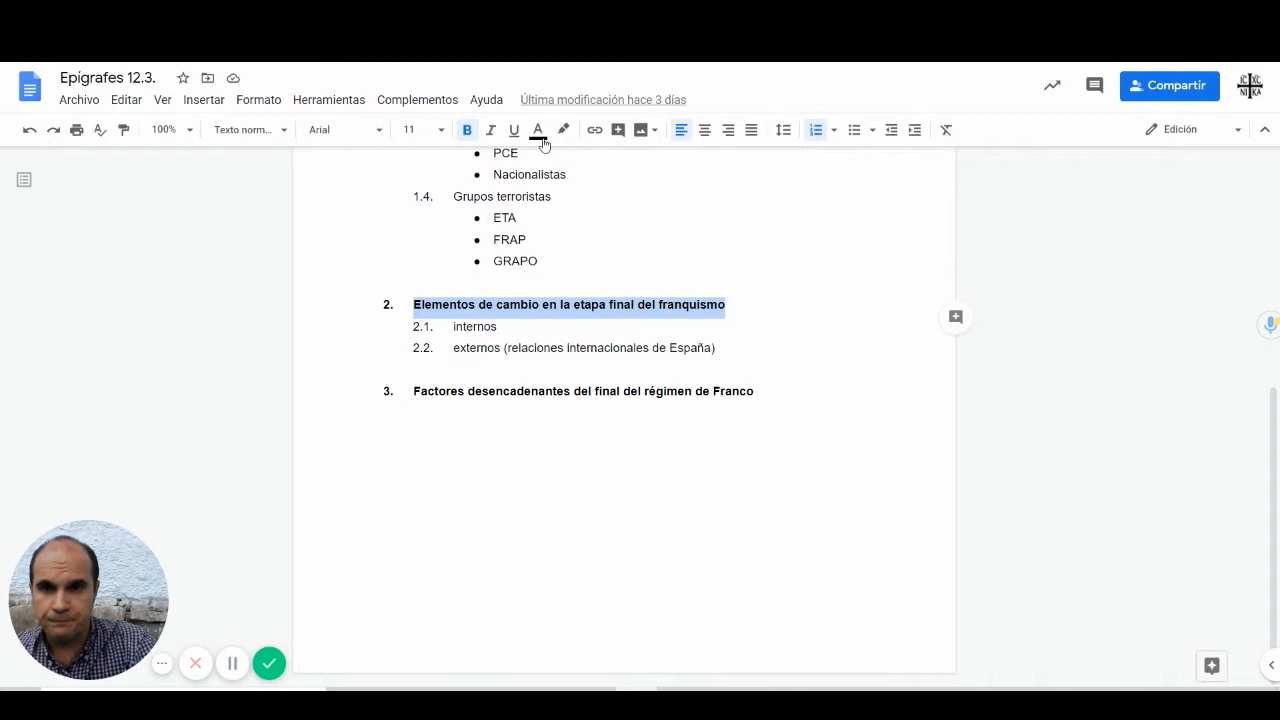 Epígrafes 12.3.
Archivo Editar Ver Insertar Formato Herramientas Complementos Ayuda Última modificación hace 3 días
Compartir
100% Texto norm... Arial 11 B I U A Edición
● PCE
● Nacionalistas
1.4. Grupos terroristas
● ETA
● FRAP
● GRAPO
2. Elementos de cambio en la etapa final del franquismo
2.1. internos
2.2. externos (relaciones internacionales de España)
3. Factores desencadenantes del final del régimen de Franco